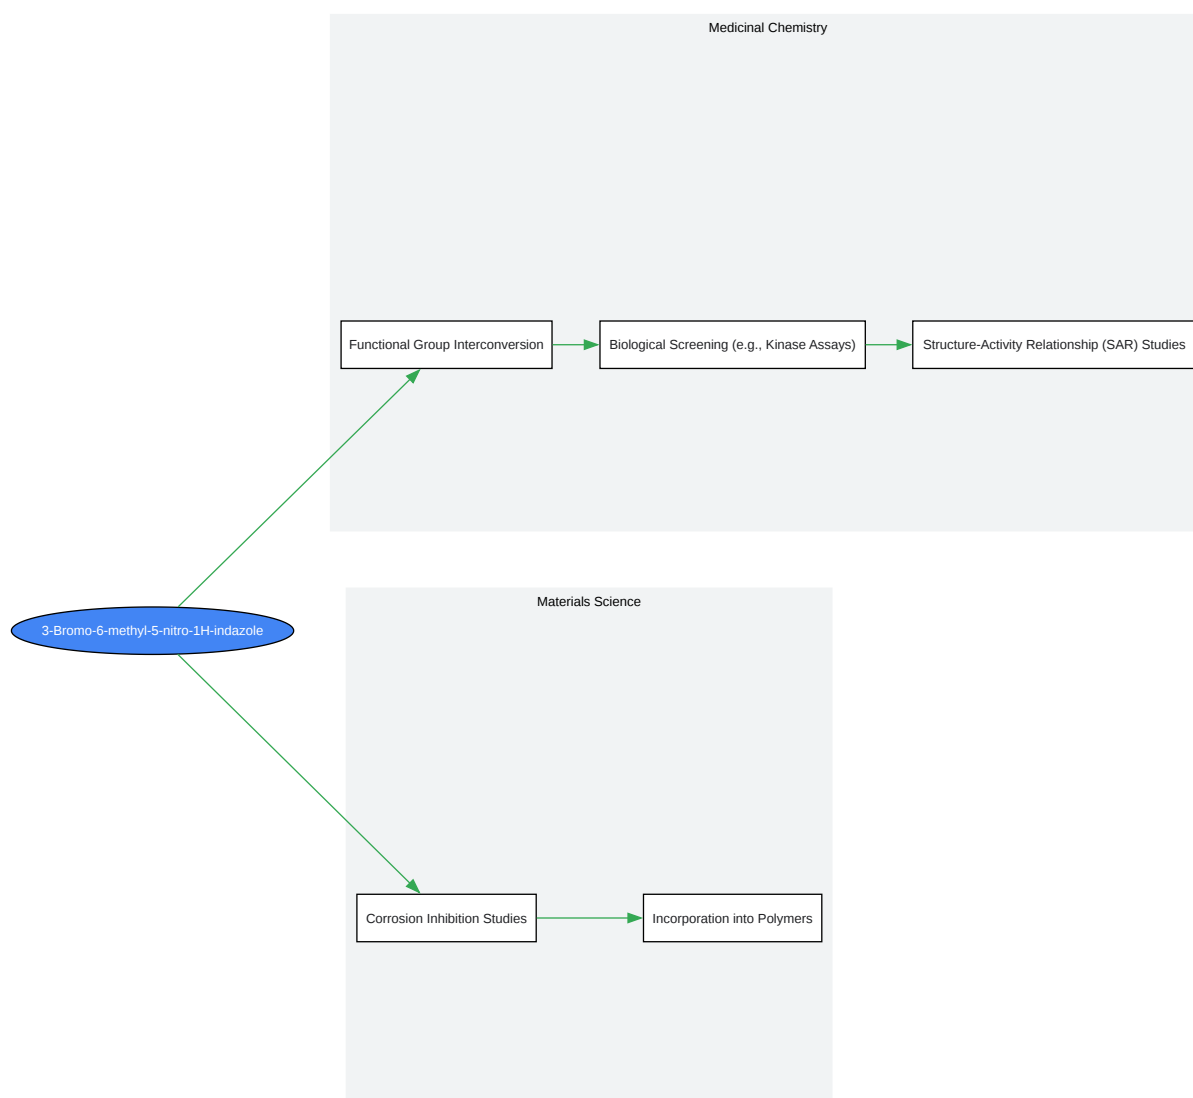 Medicinal Chemistry
Functional Group Interconversion
Biological Screening (e.g., Kinase Assays)
Structure-Activity Relationship (SAR) Studies
3-Bromo-6-methyl-5-nitro-1H-indazole
Materials Science
Corrosion Inhibition Studies
Incorporation into Polymers